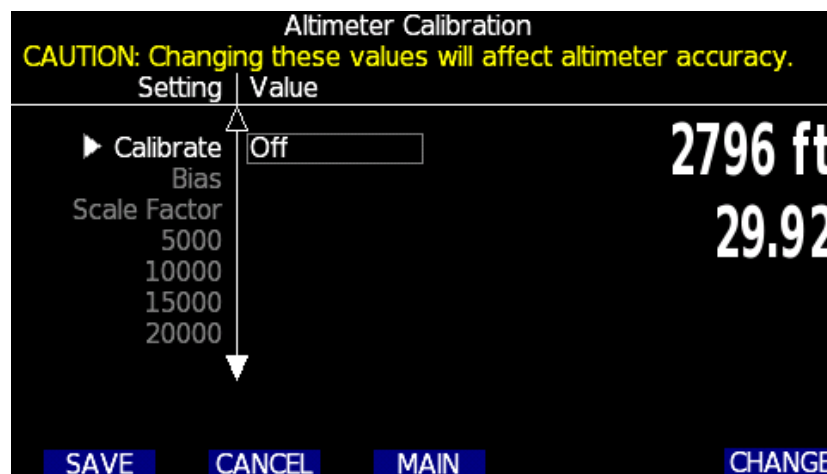 Altimeter Calibration
CAUTION: Changing these values will affect altimeter accuracy.
Setting Value
Calibrate Off
2796 ft
Bias
Scale Factor
29.92
5000
10000
15000
20000
SAVE CANCEL MAIN CHANGE